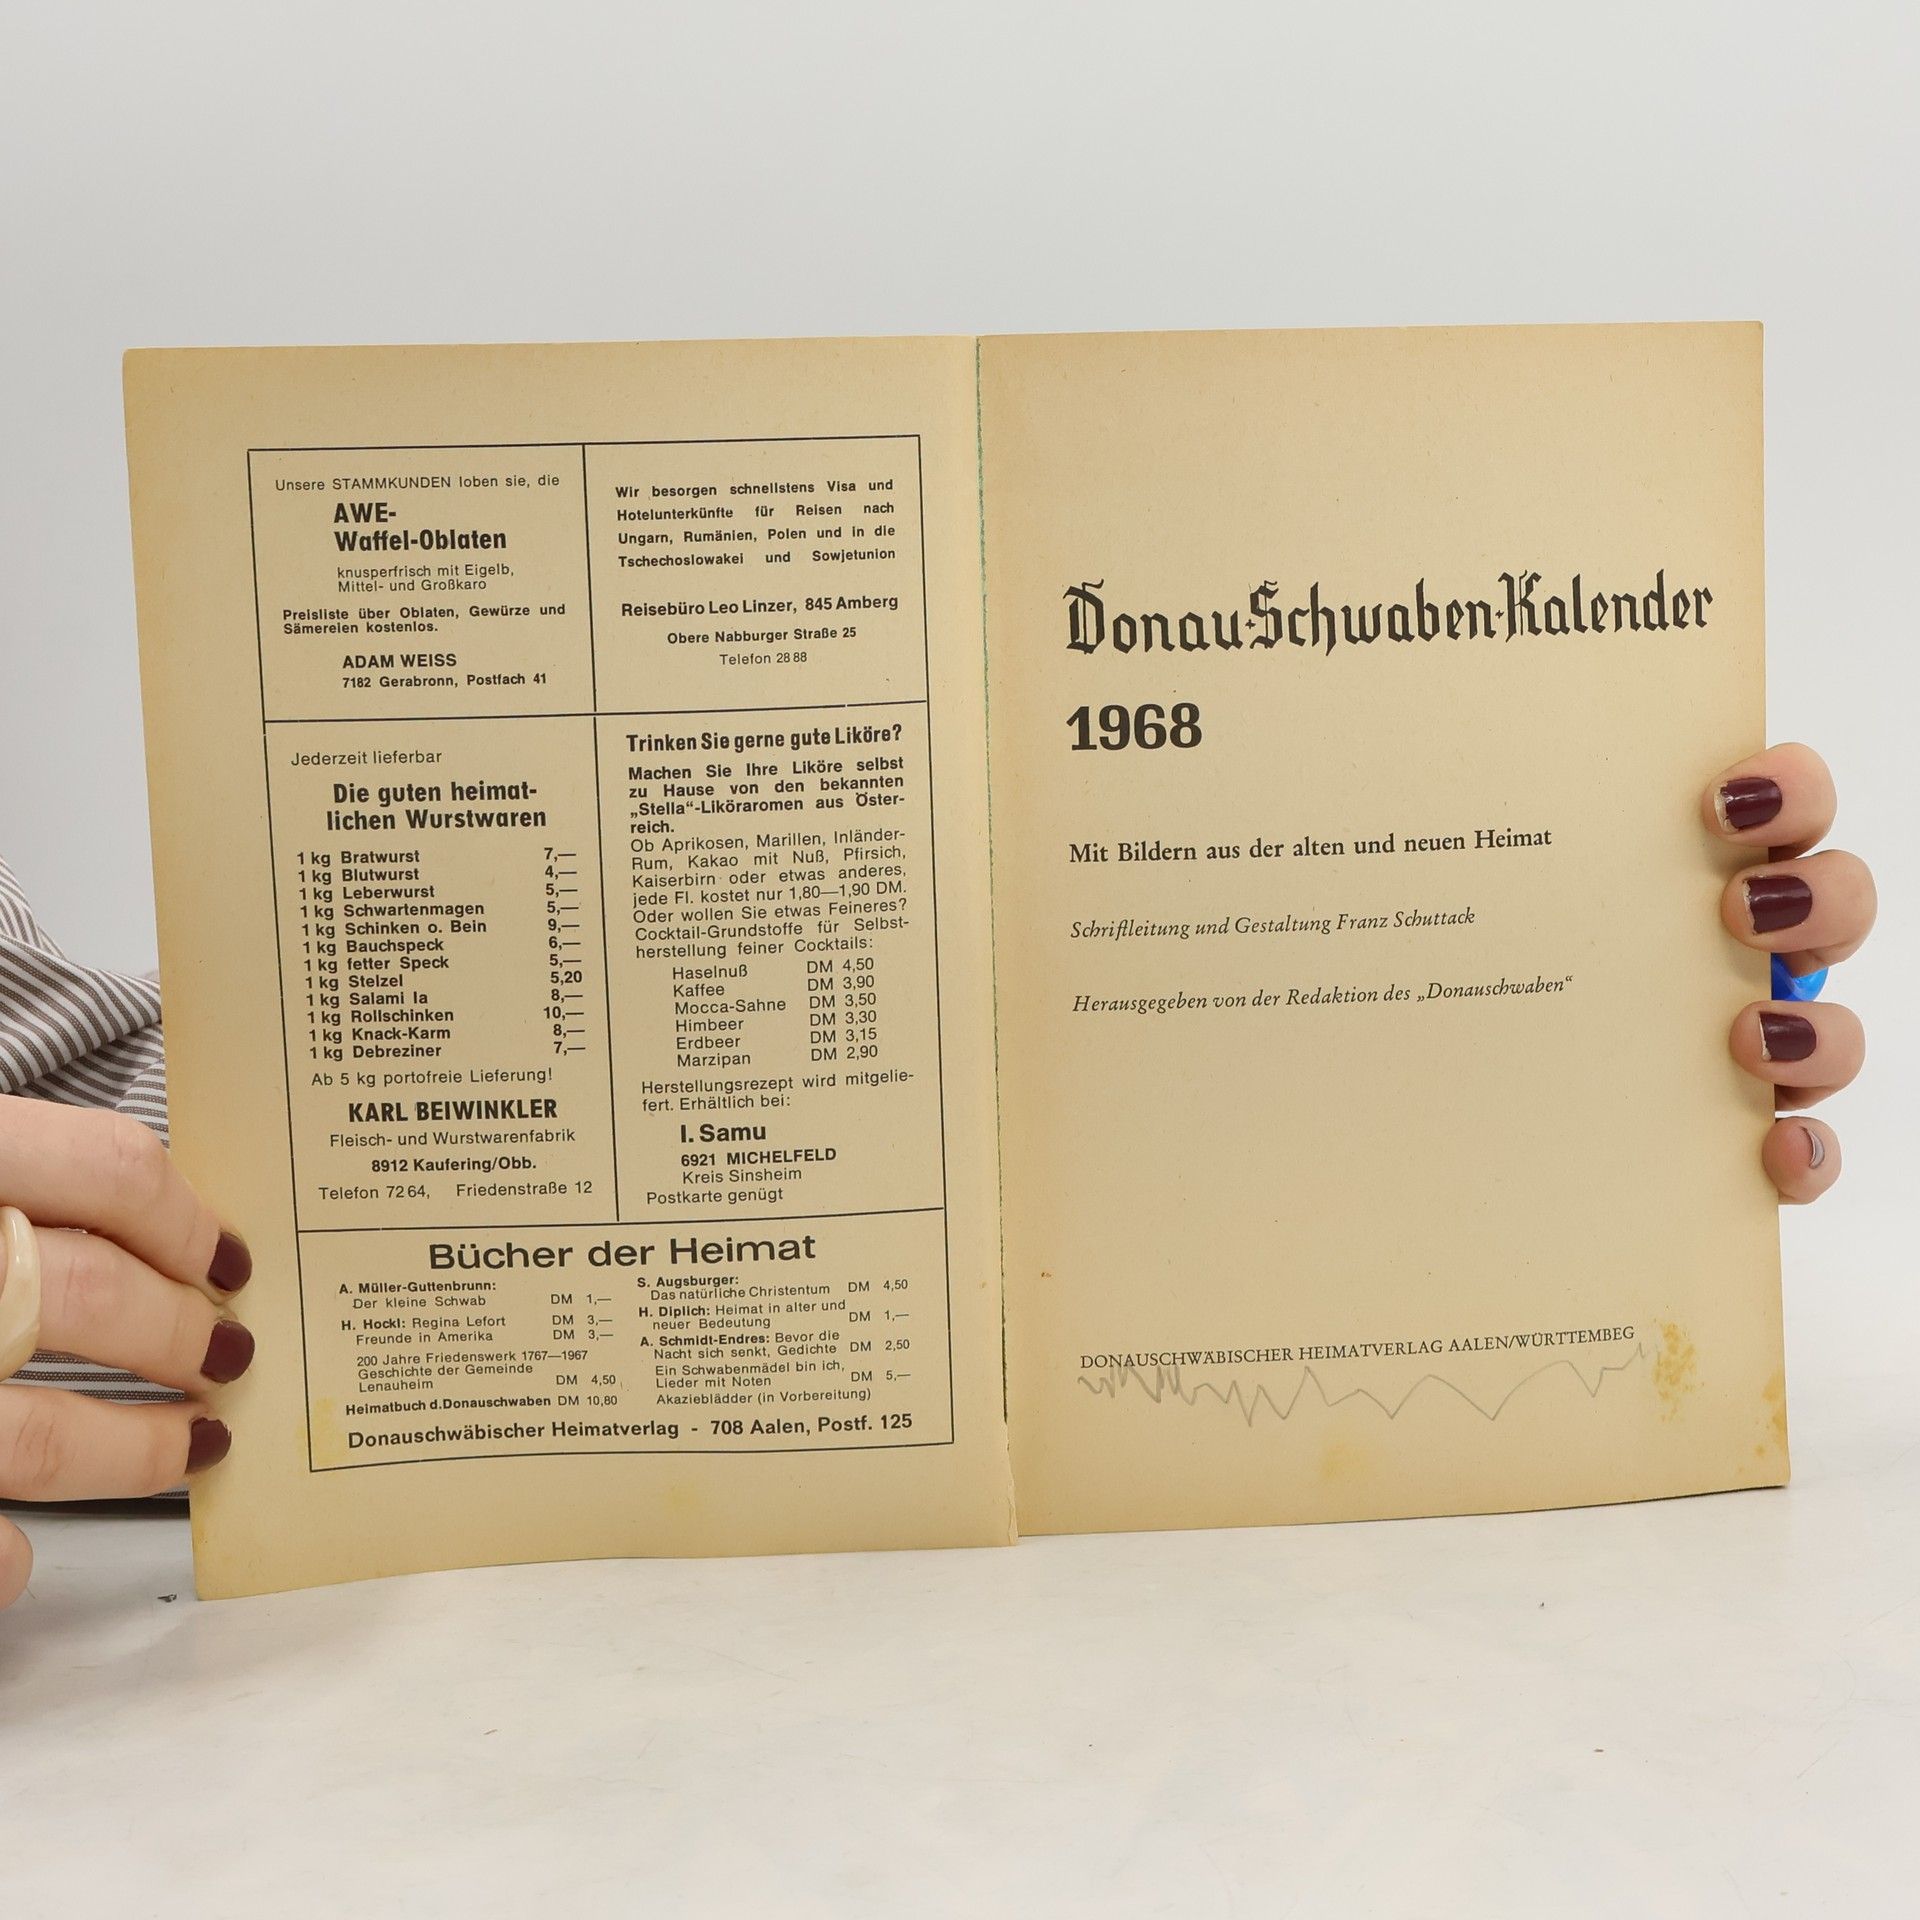 Unsere STAMMKUNDEN loben sie, die
AWE-
Waffel-Oblaten
knusperfrisch mit Eigelb,
Mittel- und Großkaro
Preisliste über Oblaten, Gewürze und
Sämereien kostenlos.
ADAM WEISS
7182 Gerabronn, Postfach 41
Wir besorgen schnellstens Visa und
Hotelunterkünfte für Reisen nach
Ungarn, Rumänien, Polen und in die
Tschechoslowakei und Sowjetunion
Reisebüro Leo Linzer, 845 Amberg
Obere Nabburger Straße 25
Telefon 28 88
Jederzeit lieferbar
Die guten heimat-
lichen Wurstwaren
1 kg Bratwurst 7,—
1 kg Blutwurst 4,—
1 kg Leberwurst 5,—
1 kg Schwartenmagen 5,—
1 kg Schinken o. Bein 9,—
1 kg Bauchspeck 6,—
1 kg fetter Speck 5,—
1 kg Stelzel 5,20
1 kg Salami Ia 8,—
1 kg Rollschinken 10,—
1 kg Knack-Karm 8,—
1 kg Debreziner 7,—
Ab 5 kg portofreie Lieferung!
KARL BEIWINKLER
Fleisch- und Wurstwarenfabrik
8912 Kaufering/Obb.
Telefon 72 64, Friedenstraße 12
Trinken Sie gerne gute Liköre?
Machen Sie Ihre Liköre selbst
zu Hause von den bekannten
„Stella“-Liköraromen aus Öster-
reich.
Ob Aprikosen, Marillen, Inländer-
Rum, Kakao mit Nuß, Pfirsich,
Kaiserbirn oder etwas anderes,
jede Fl. kostet nur 1,80—1,90 DM.
Oder wollen Sie etwas Feineres?
Cocktail-Grundstoffe für Selbst-
herstellung feiner Cocktails:
Haselnuß DM 4,50
Kaffee DM 3,90
Mocca-Sahne DM 3,50
Himbeer DM 3,30
Erdbeer DM 3,15
Marzipan DM 2,90
Herstellungsrezept wird mitgelie-
fert. Erhältlich bei:
I. Samu
6921 MICHELFELD
Kreis Sinsheim
Postkarte genügt
Bücher der Heimat
A. Müller-Guttenbrunn:
Der kleine Schwab DM 1,—
H. Hockl: Regina Lefort DM 3,—
Freunde in Amerika DM 3,—
200 Jahre Friedenswerk 1767—1967
Geschichte der Gemeinde
Lenauheim DM 4,50
Heimatbuch d.Donauschwaben DM 10,80
S. Augsburger:
Das natürliche Christentum DM 4,50
H. Diplich: Heimat in alter und
neuer Bedeutung DM 1,—
A. Schmidt-Endres: Bevor die
Nacht sich senkt, Gedichte DM 2,50
Ein Schwabenmädel bin ich,
Lieder mit Noten DM 5,—
Akazieblädder (in Vorbereitung)
Donauschwäbischer Heimatverlag - 708 Aalen, Postf. 125
Donau-Schwaben-Kalender
1968
Mit Bildern aus der alten und neuen Heimat
Schriftleitung und Gestaltung Franz Schuttack
Herausgegeben von der Redaktion des „Donauschwaben“
DONAUSCHWÄBISCHER HEIMATVERLAG AALEN/WÜRTTEMBEG